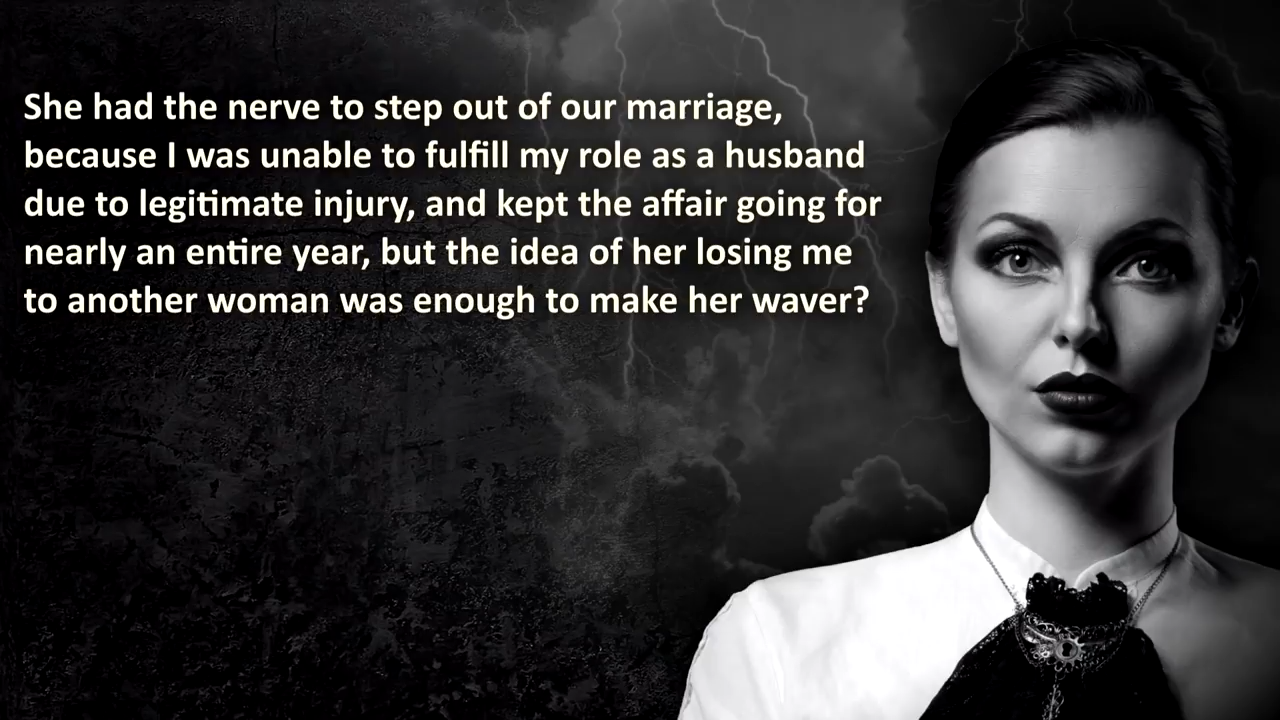 She had the nerve to step out of our marriage,
because I was unable to fulfill my role as a husband
due to legitimate injury, and kept the affair going for
nearly an entire year, but the idea of her losing me
to another woman was enough to make her waver?